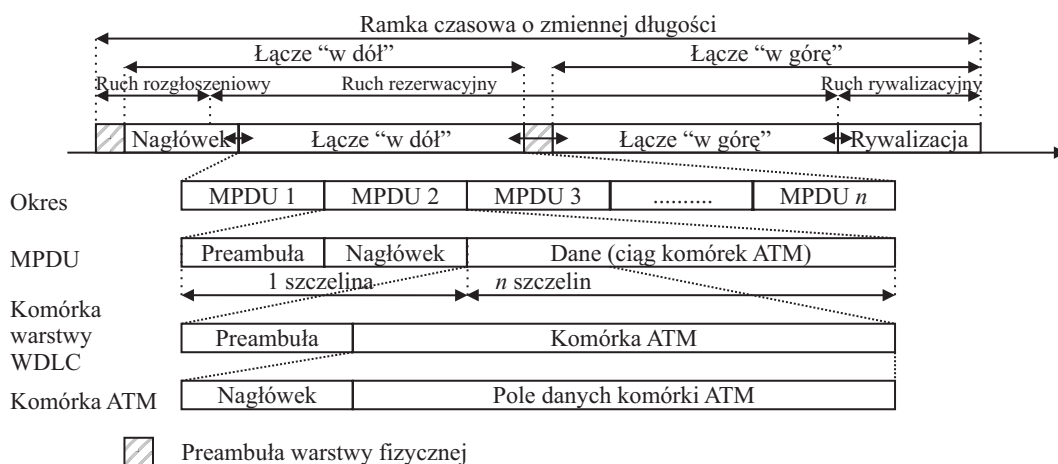 Ramka czasowa o zmiennej długości
Łącze “w dół” Łącze “w górę”
Ruch rozgłoszeniowy Ruch rezerwacyjny Ruch rywalizacyjny
Nagłówek Łącze “w dół” Łącze “w górę” Rywalizacja
Okres MPDU 1 MPDU 2 MPDU 3 .......... MPDU n
MPDU Preambuła Nagłówek Dane (ciąg komórek ATM)
1 szczelina n szczelin
Komórka
warstwy
WDLC
Preambuła Komórka ATM
Komórka ATM Nagłówek Pole danych komórki ATM
Preambuła warstwy fizycznej